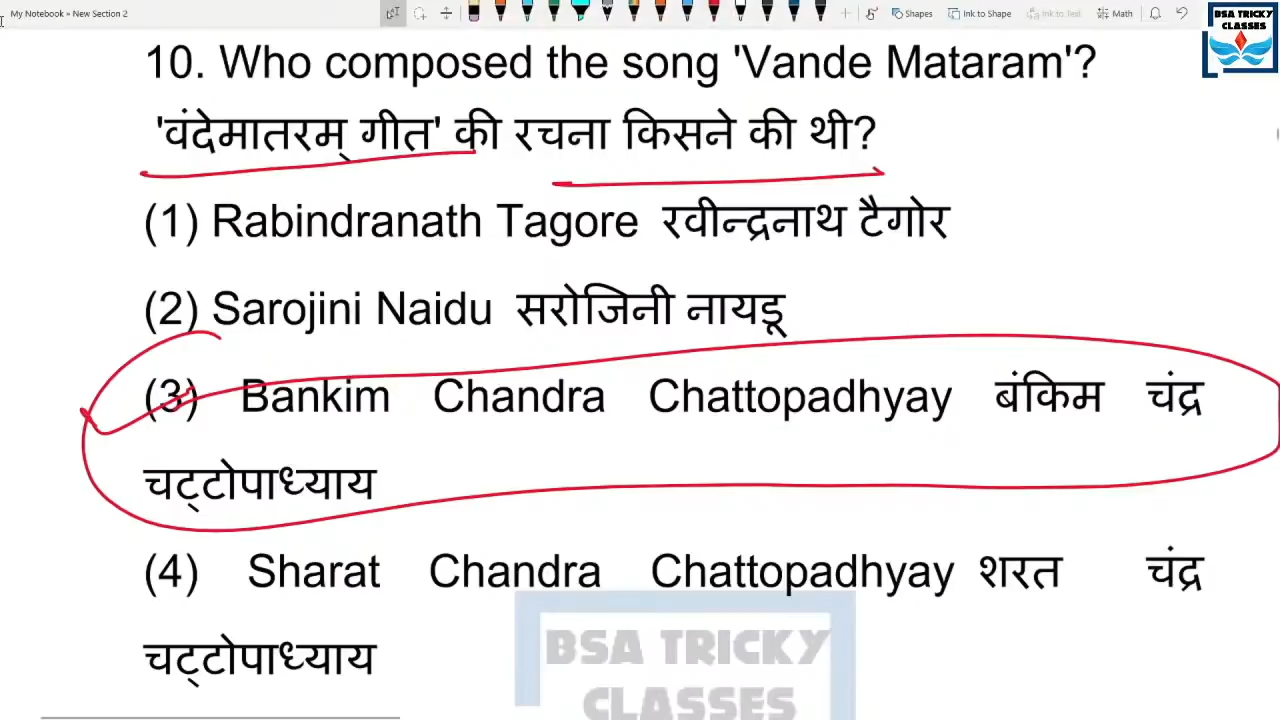 My Notebook » New Section 2
Shapes Ink to Shape Ink to Text Math
BSA TRICKY
CLASSES
10. Who composed the song 'Vande Mataram'?
'वंदेमातरम् गीत' की रचना किसने की थी?
(1) Rabindranath Tagore रवीन्द्रनाथ टैगोर
(2) Sarojini Naidu सरोजिनी नायडू
(3) Bankim Chandra Chattopadhyay बंकिम चंद्र
चट्टोपाध्याय
(4) Sharat Chandra Chattopadhyay शरत चंद्र
चट्टोपाध्याय
BSA TRICKY
CLASSES